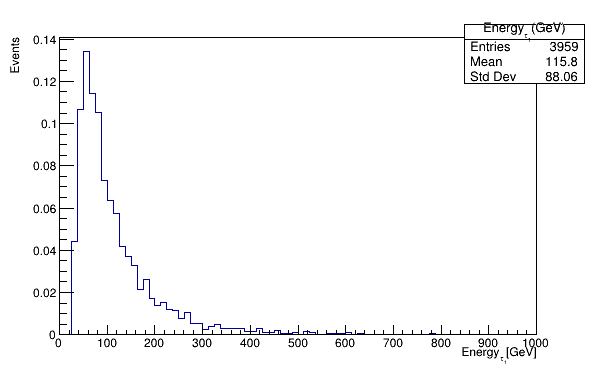 Energy_τ₁(GeV)
Entries 3959
Mean 115.8
Std Dev 88.06
Events
0.14
0.12
0.1
0.08
0.06
0.04
0.02
0
0 100 200 300 400 500 600 700 800 900 1000
Energy_τ₁[GeV]